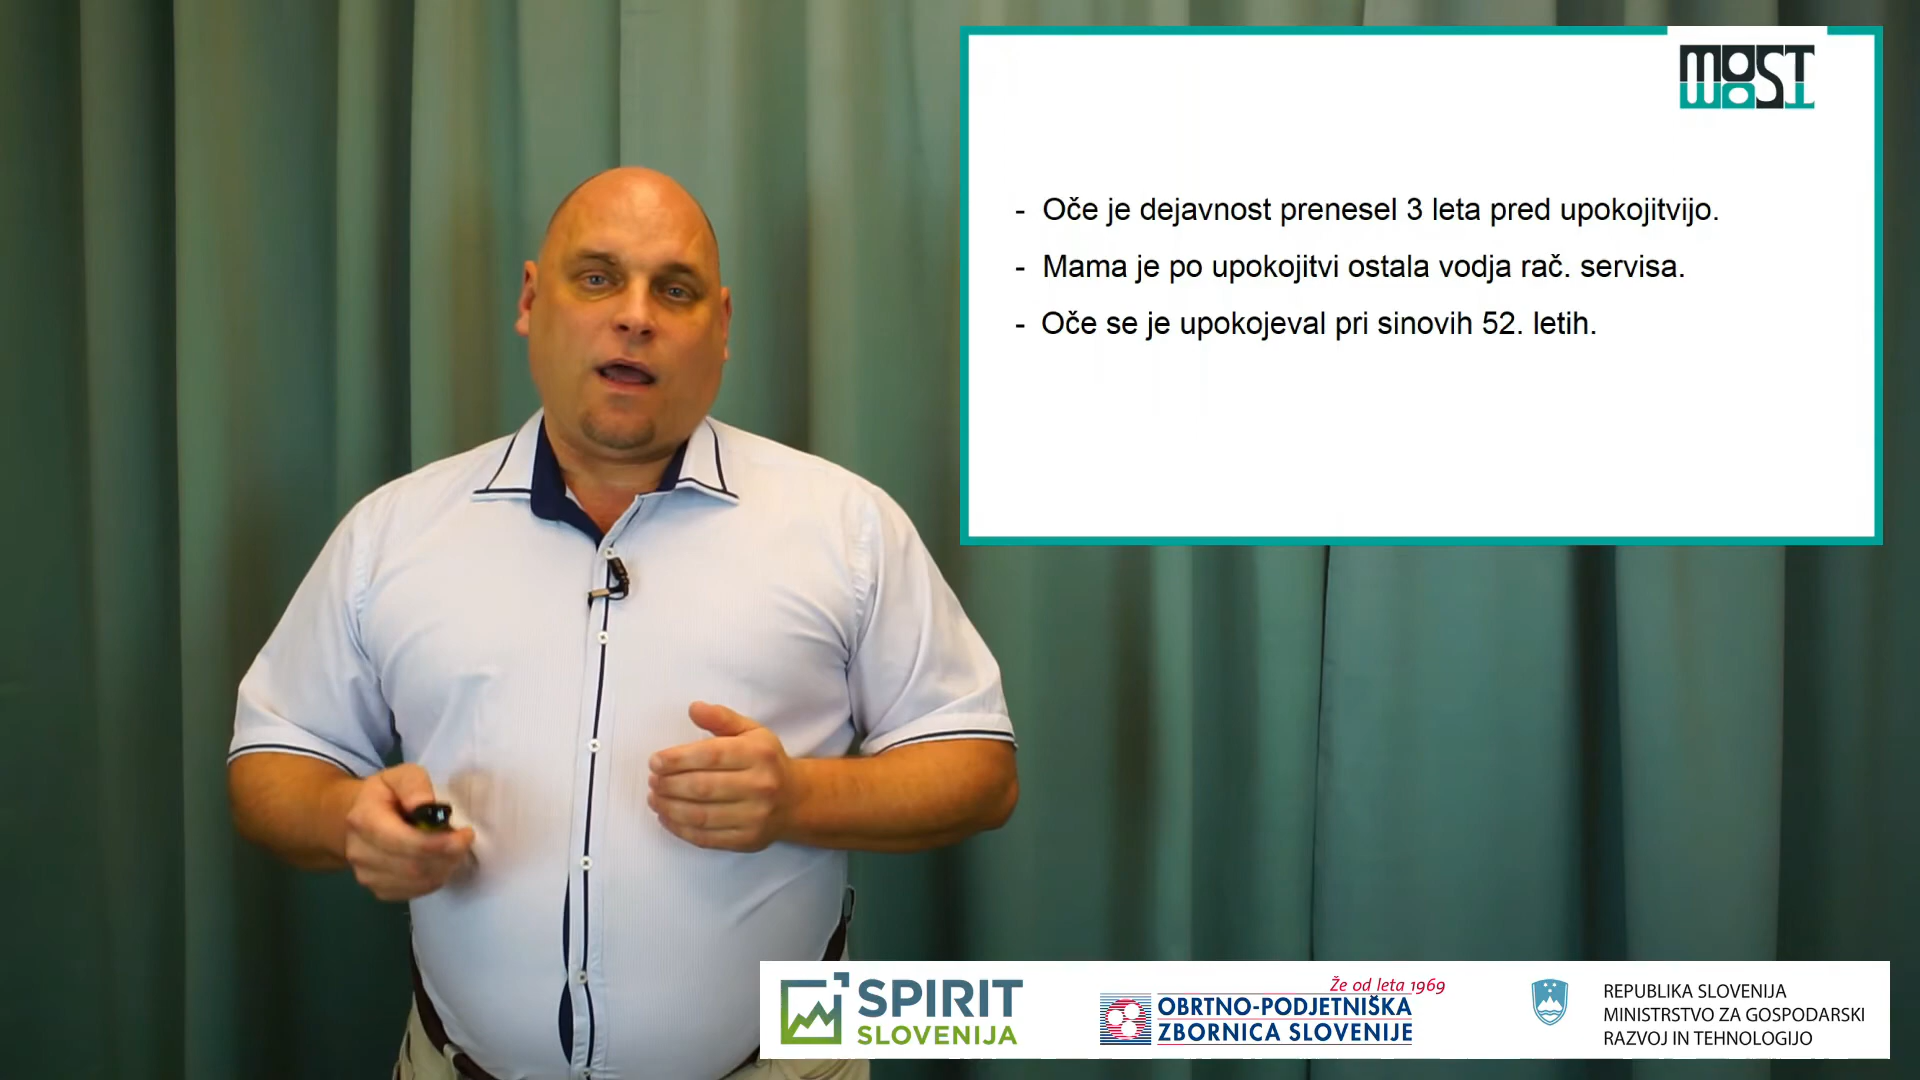 MOST
- Oče je dejavnost prenesel 3 leta pred upokojitvijo.
- Mama je po upokojitvi ostala vodja rač. servisa.
- Oče se je upokojeval pri sinovih 52. letih.
SPIRIT
SLOVENIJA
Že od leta 1969
OBRTNO-PODJETNIŠKA
ZBORNICA SLOVENIJE
REPUBLIKA SLOVENIJA
MINISTRSTVO ZA GOSPODARSKI
RAZVOJ IN TEHNOLOGIJO